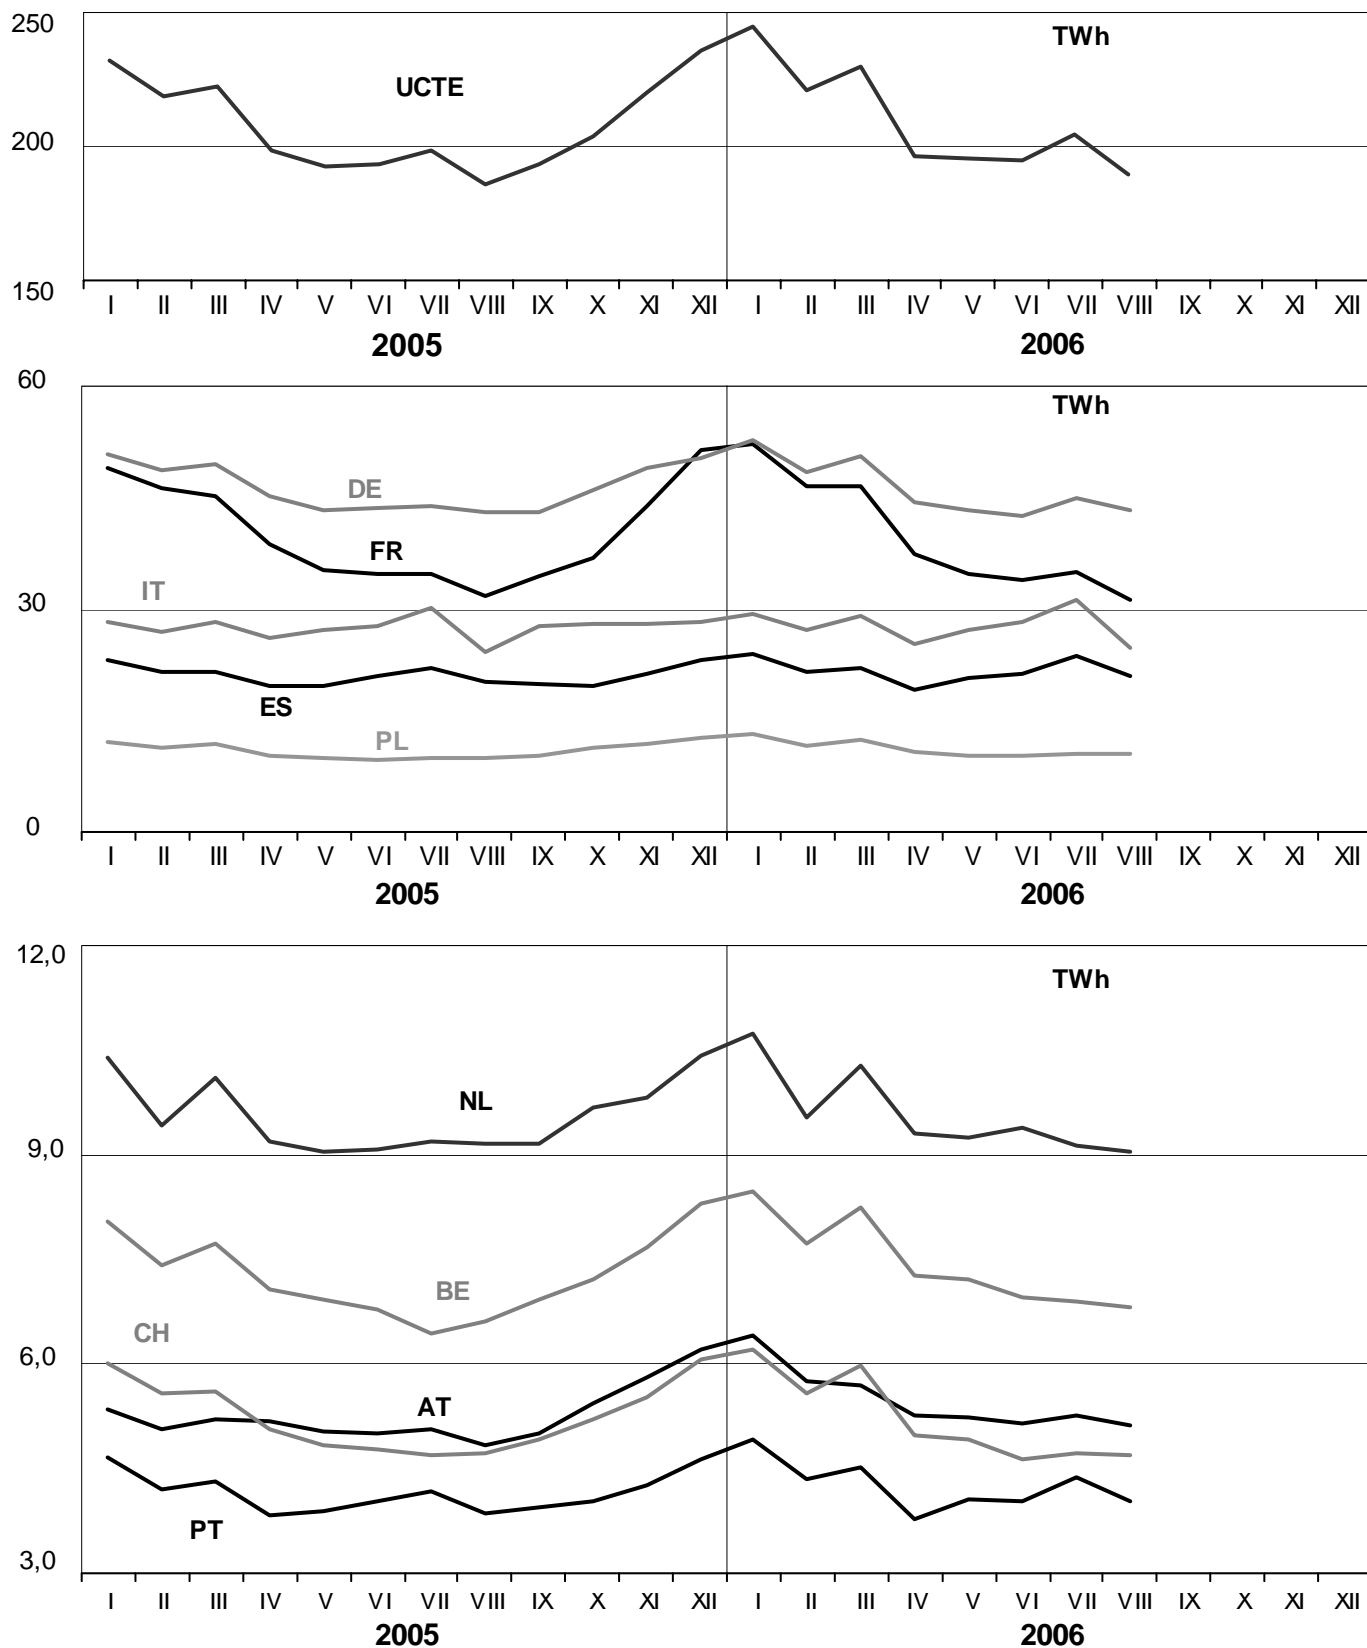 250
TWh
UCTE
200
150
I II III IV V VI VII VIII IX X XI XII I II III IV V VI VII VIII IX X XI XII
2005 2006
60
TWh
DE
FR
IT
30
ES
PL
0
I II III IV V VI VII VIII IX X XI XII I II III IV V VI VII VIII IX X XI XII
2005 2006
12,0
TWh
NL
9,0
BE
CH
6,0
AT
PT
3,0
I II III IV V VI VII VIII IX X XI XII I II III IV V VI VII VIII IX X XI XII
2005 2006